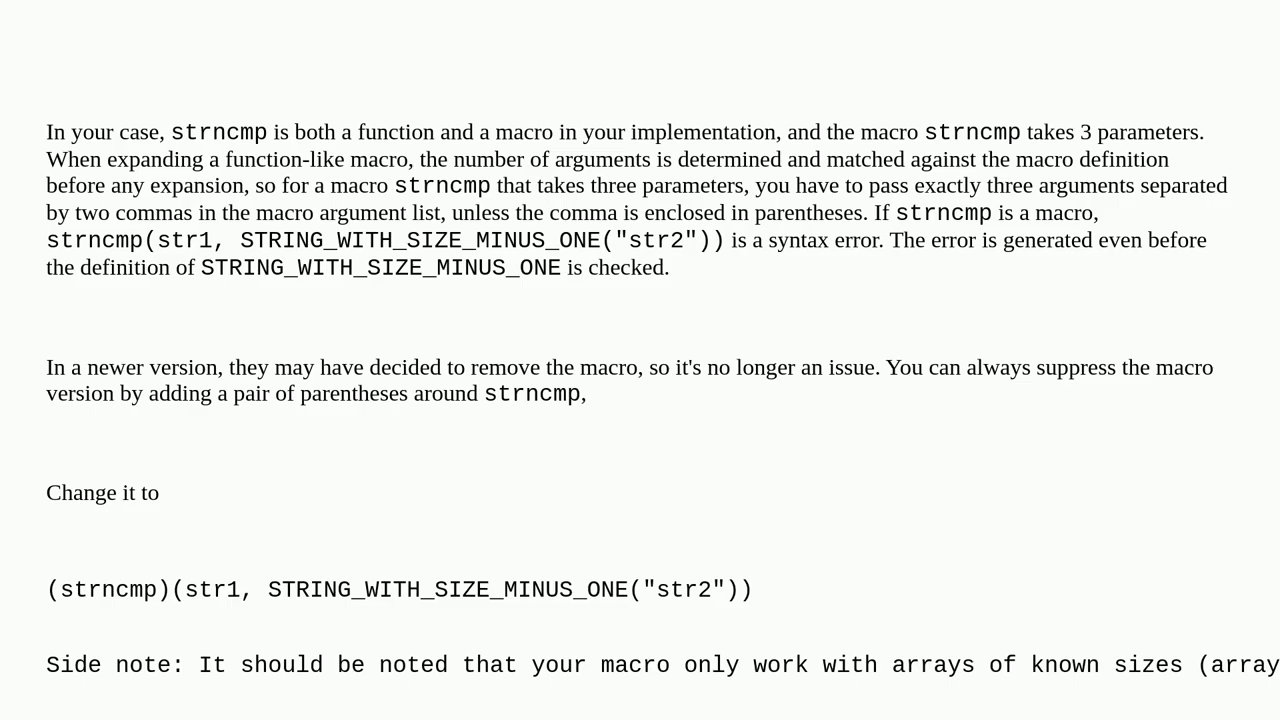 In your case, strncmp is both a function and a macro in your implementation, and the macro strncmp takes 3 parameters.
When expanding a function-like macro, the number of arguments is determined and matched against the macro definition
before any expansion, so for a macro strncmp that takes three parameters, you have to pass exactly three arguments separated
by two commas in the macro argument list, unless the comma is enclosed in parentheses. If strncmp is a macro,
strncmp(str1, STRING_WITH_SIZE_MINUS_ONE("str2")) is a syntax error. The error is generated even before
the definition of STRING_WITH_SIZE_MINUS_ONE is checked.
In a newer version, they may have decided to remove the macro, so it's no longer an issue. You can always suppress the macro
version by adding a pair of parentheses around strncmp,
Change it to
(strncmp)(str1, STRING_WITH_SIZE_MINUS_ONE("str2"))
Side note: It should be noted that your macro only work with arrays of known sizes (array